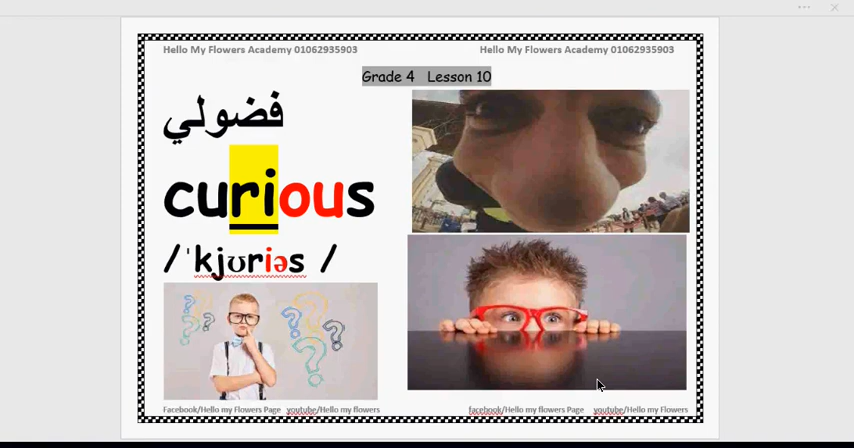 Hello My Flowers Academy 01062935903 Hello My Flowers Academy 01062935903
Grade 4 Lesson 10
فضولي
curious
/ˈkjʊriəs /
Facebook/Hello my Flowers Page youtube/Hello my flowers facebook/Hello my flowers Page youtube/Hello my Flowers